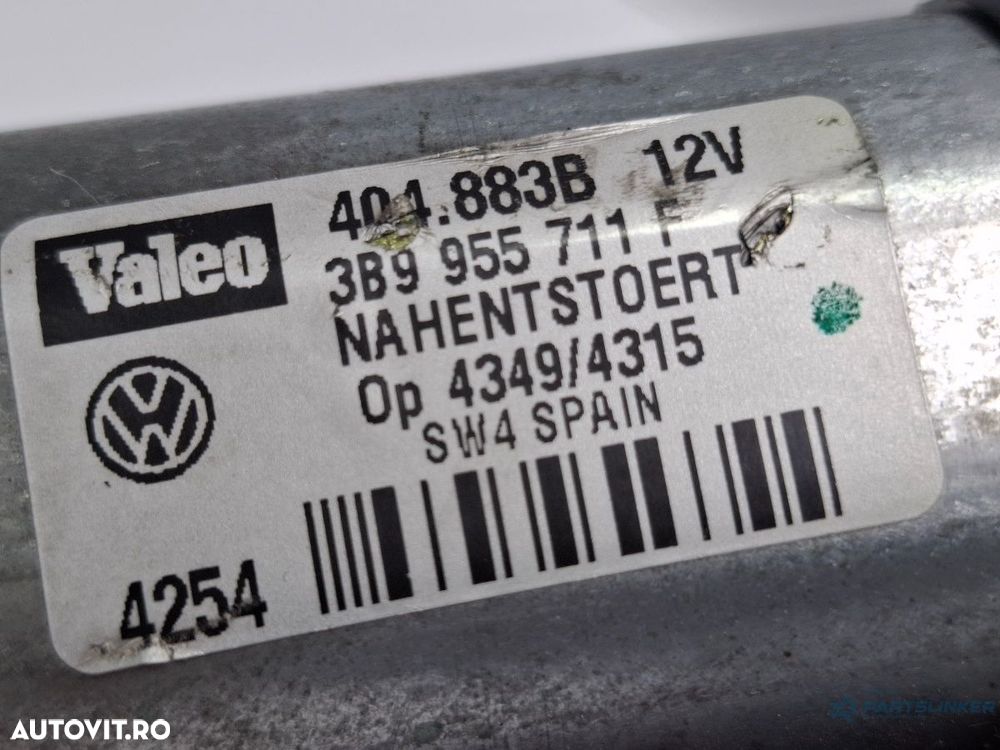 Valeo
404.883B 12V
3B9 955 711 F
NAHENTSTOERT
Op 4349/4315
SW4 SPAIN
4254
AUTOVIT.RO
PARTSLINKER